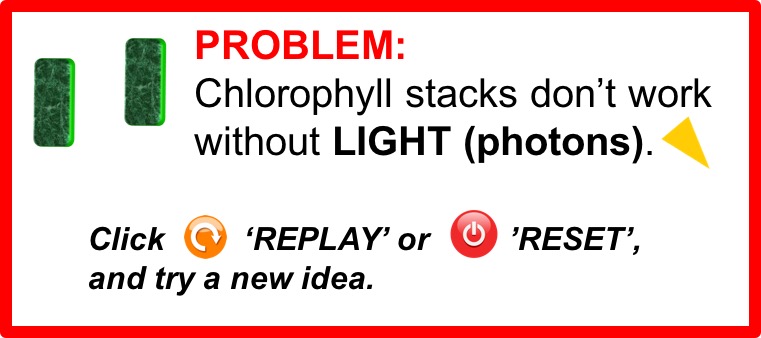 PROBLEM:
Chlorophyll stacks don’t work
without LIGHT (photons).
Click ‘REPLAY’ or ’RESET’,
and try a new idea.